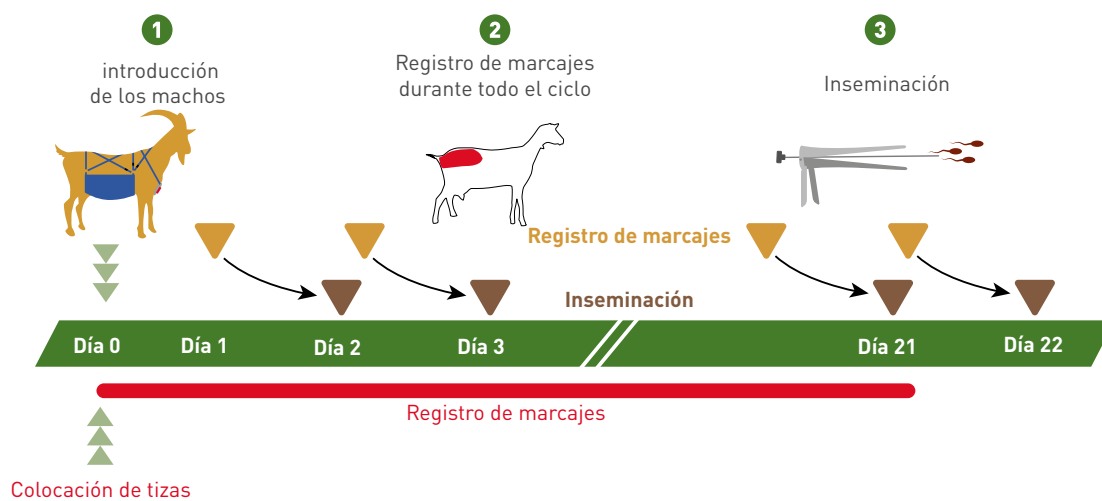 1
introducción
de los machos
2
Registro de marcajes
durante todo el ciclo
3
Inseminación
Registro de marcajes
Inseminación
Día 0
Día 1
Día 2
Día 3
Día 21
Día 22
Registro de marcajes
Colocación de tizas